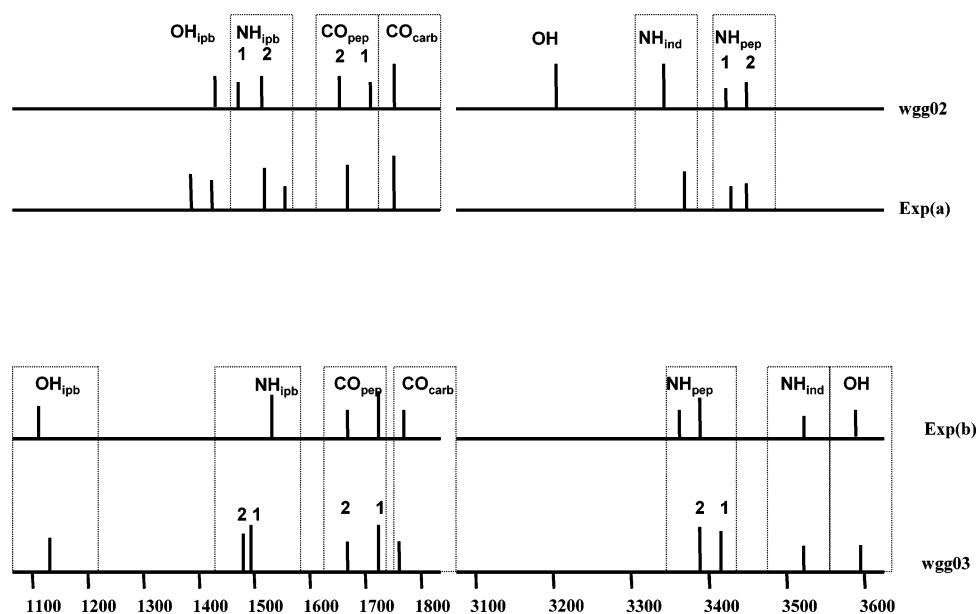 OHipb NHipb COpep COcarb OH NHind NHpep
1 2 2 1 1 2
wgg02
Exp(a)
OHipb NHipb COpep COcarb NHpep NHind OH
Exp(b)
2 1 2 1 2 1
wgg03
1100 1200 1300 1400 1500 1600 1700 1800 3100 3200 3300 3400 3500 3600